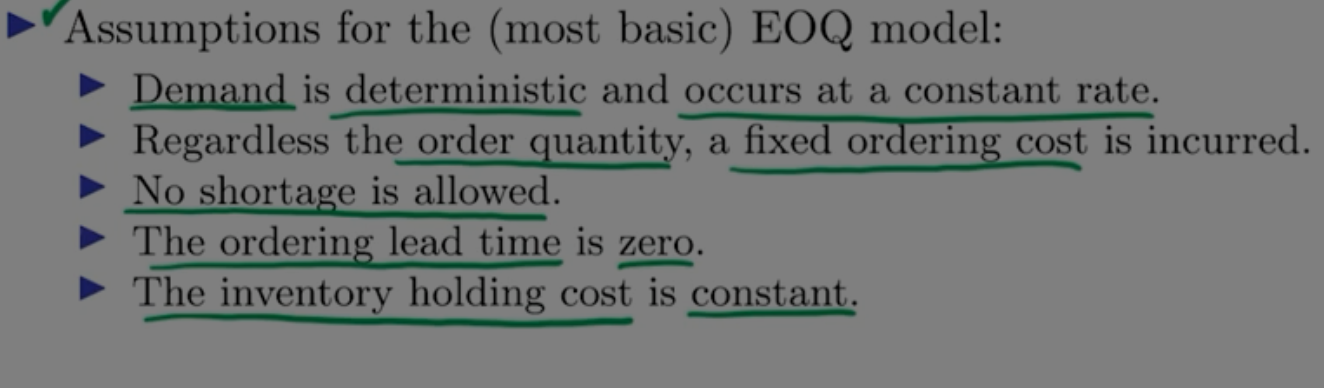 Assumptions for the (most basic) EOQ model:
Demand is deterministic and occurs at a constant rate.
Regardless the order quantity, a fixed ordering cost is incurred.
No shortage is allowed.
The ordering lead time is zero.
The inventory holding cost is constant.